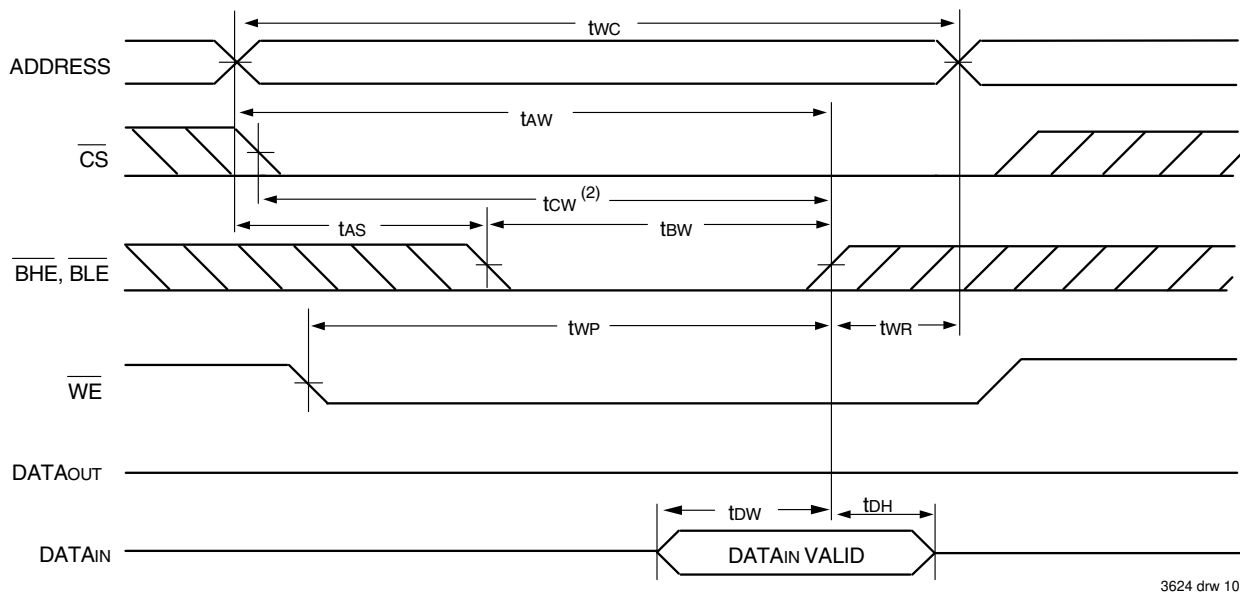 tWC
ADDRESS
tAW
CS
tCW (2)
tAS
tBW
BHE, BLE
tWP
tWR
WE
DATAOUT
tDW
tDH
DATAIN
DATAIN VALID
3624 drw 10